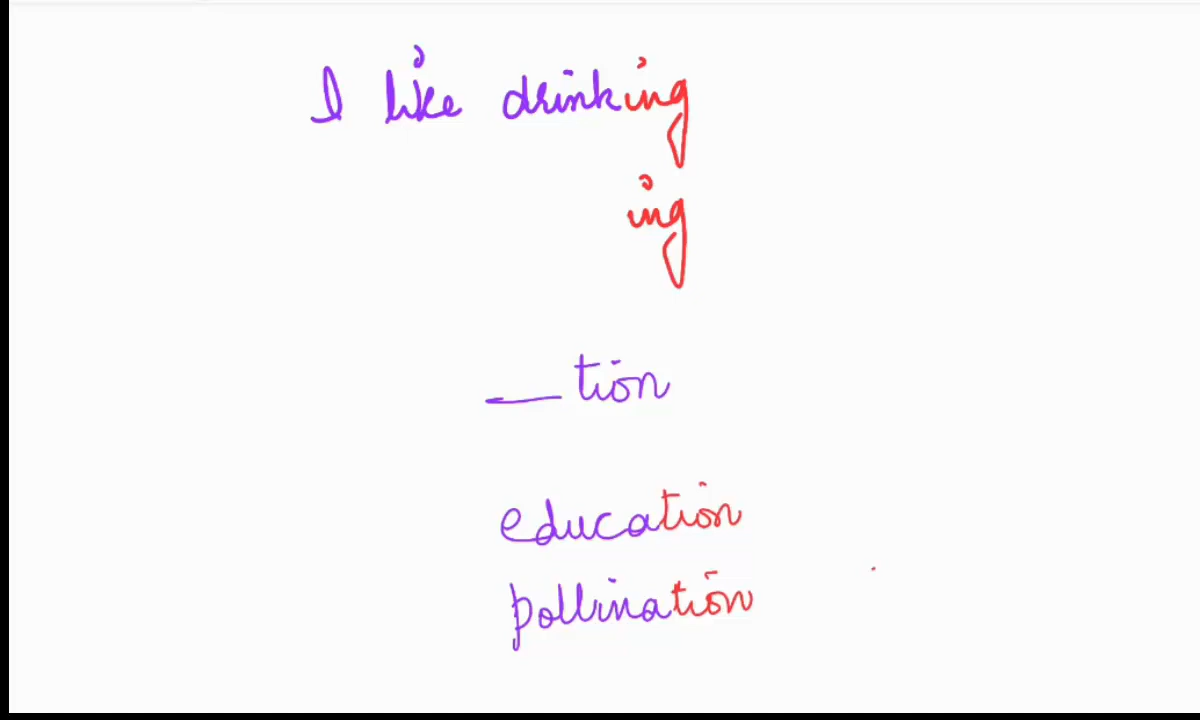 I like drinking
ing
__tion
education
pollination